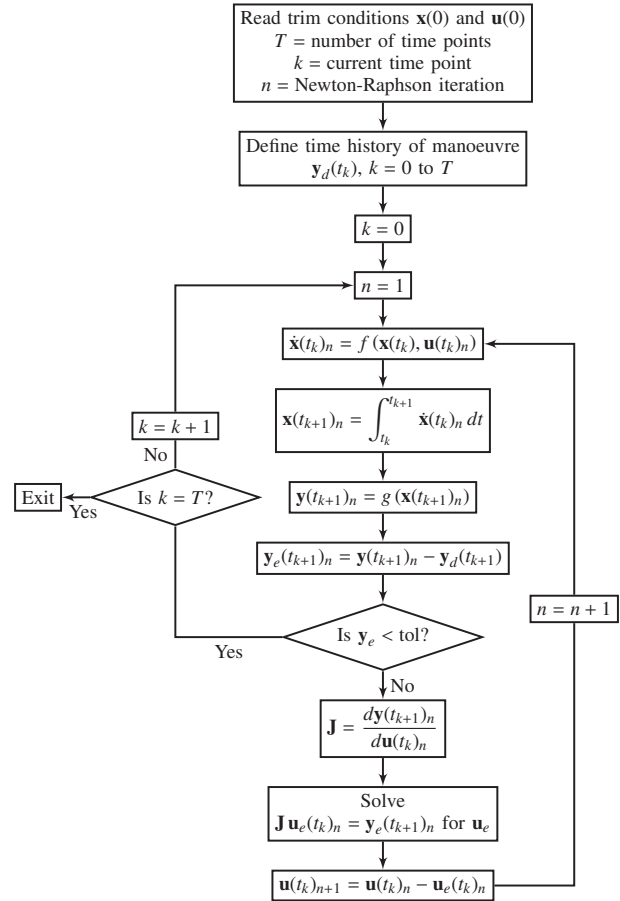 Read trim conditions x(0) and u(0)
T = number of time points
k = current time point
n = Newton-Raphson iteration
Define time history of manoeuvre
y_d(t_k), k = 0 to T
k = 0
n = 1
ẋ(t_k)_n = f (x(t_k), u(t_k)_n)
x(t_{k+1})_n = ∫_{t_k}^{t_{k+1}} ẋ(t_k)_n dt
k = k + 1
No
Is k = T?
Exit
Yes
y(t_{k+1})_n = g (x(t_{k+1})_n)
y_e(t_{k+1})_n = y(t_{k+1})_n − y_d(t_{k+1})
n = n + 1
Is y_e < tol?
Yes
No
J = dy(t_{k+1})_n / du(t_k)_n
Solve
J u_e(t_k)_n = y_e(t_{k+1})_n for u_e
u(t_k)_{n+1} = u(t_k)_n − u_e(t_k)_n